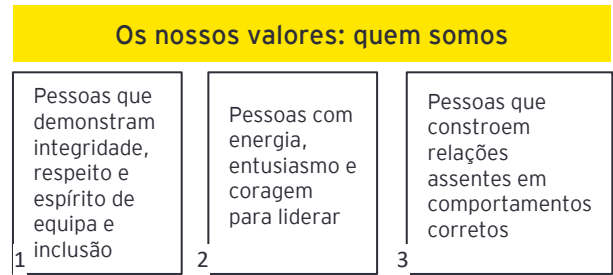 Os nossos valores: quem somos
Pessoas que
demonstram
integridade,
respeito e
espírito de
equipa e
inclusão
1
Pessoas com
energia,
entusiasmo e
coragem
para liderar
2
Pessoas que
constroem
relações
assentes em
comportamentos
corretos
3